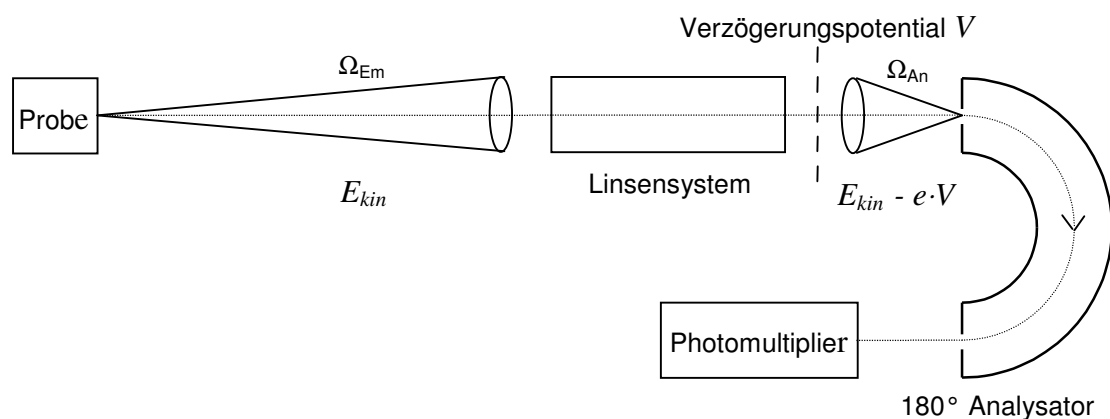 Verzögerungspotential V
Ω_Em
Ω_An
Probe
Linsensystem
E_kin
E_kin - e·V
Photomultiplier
180° Analysator